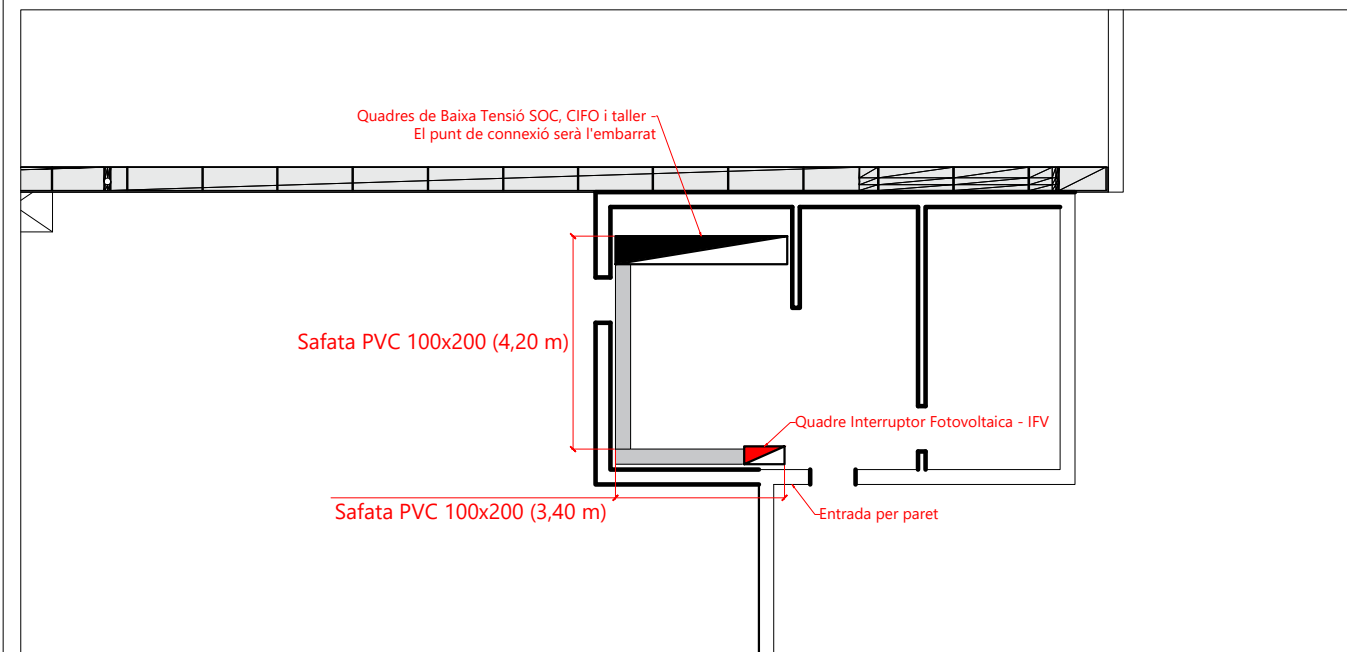 Quadres de Baixa Tensió SOC, CIFO i taller -
El punt de connexió serà l'embarrat
Safata PVC 100x200 (4,20 m)
Quadre Interruptor Fotovoltaica - IFV
Safata PVC 100x200 (3,40 m)
Entrada per paret